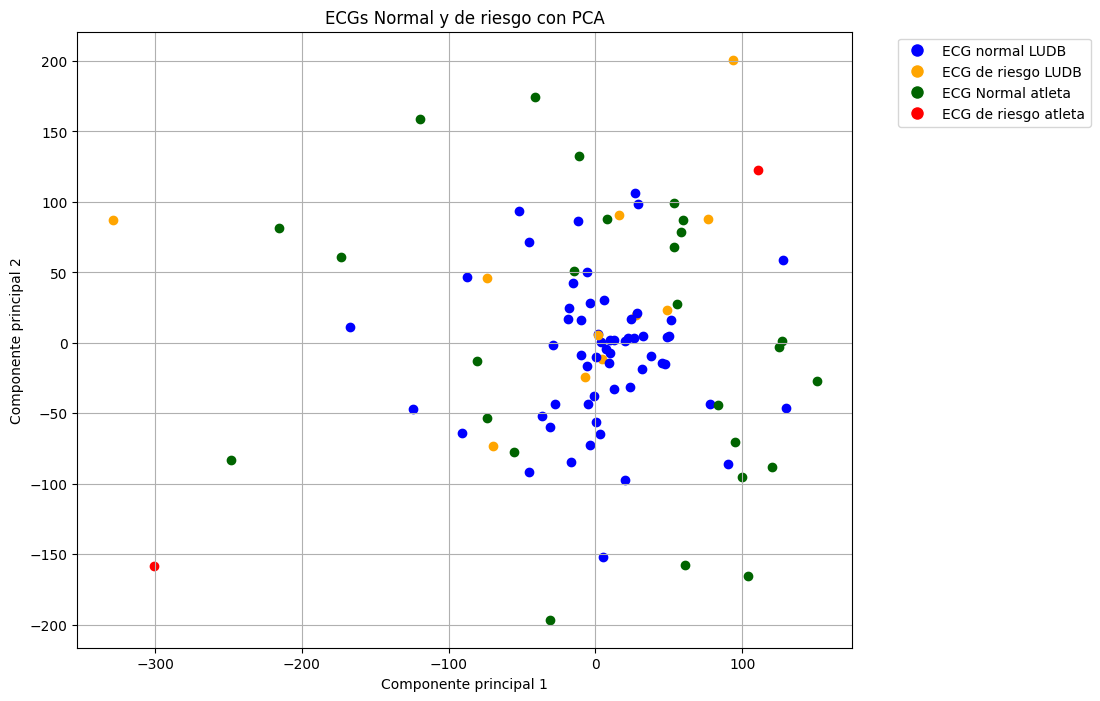 ECGs Normal y de riesgo con PCA
ECG normal LUDB
ECG de riesgo LUDB
ECG Normal atleta
ECG de riesgo atleta
Componente principal 2
200
150
100
50
0
−50
−100
−150
−200
−300
−200
−100
0
100
Componente principal 1